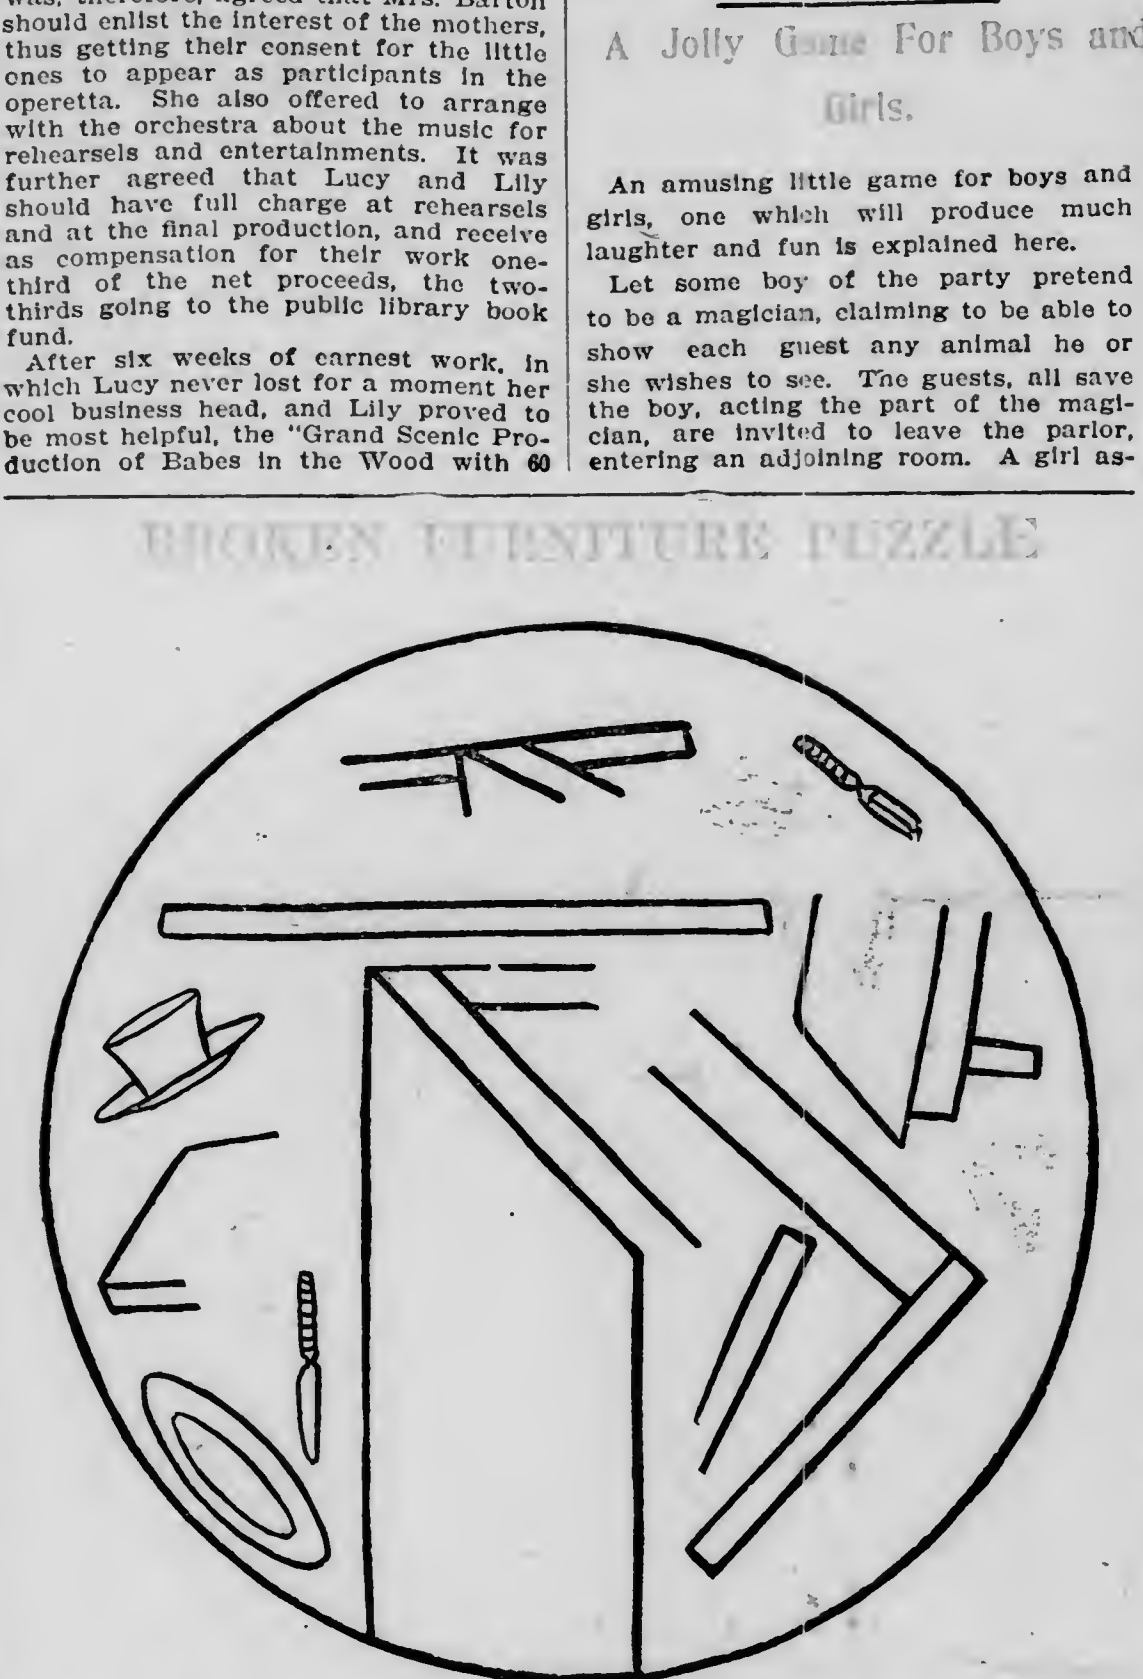 was, therefore, agreed that Mrs. Barton
should enlist the interest of the mothers,
thus getting their consent for the little
ones to appear as participants in the
operetta. She also offered to arrange
with the orchestra about the music for
rehearsels and entertainments. It was
further agreed that Lucy and Lily
should have full charge at rehearsels
and at the final production, and receive
as compensation for their work one-
third of the net proceeds, the two-
thirds going to the public library book
fund.
After six weeks of earnest work, in
which Lucy never lost for a moment her
cool business head, and Lily proved to
be most helpful, the "Grand Scenic Pro-
duction of Babes in the Wood with 60
A Jolly Game For Boys and
Girls.
An amusing little game for boys and
girls, one which will produce much
laughter and fun is explained here.
Let some boy of the party pretend
to be a magician, claiming to be able to
show each guest any animal he or
she wishes to see. The guests, all save
the boy, acting the part of the magi-
cian, are invited to leave the parlor,
entering an adjoining room. A girl as-
BROKEN FURNITURE PUZZLE